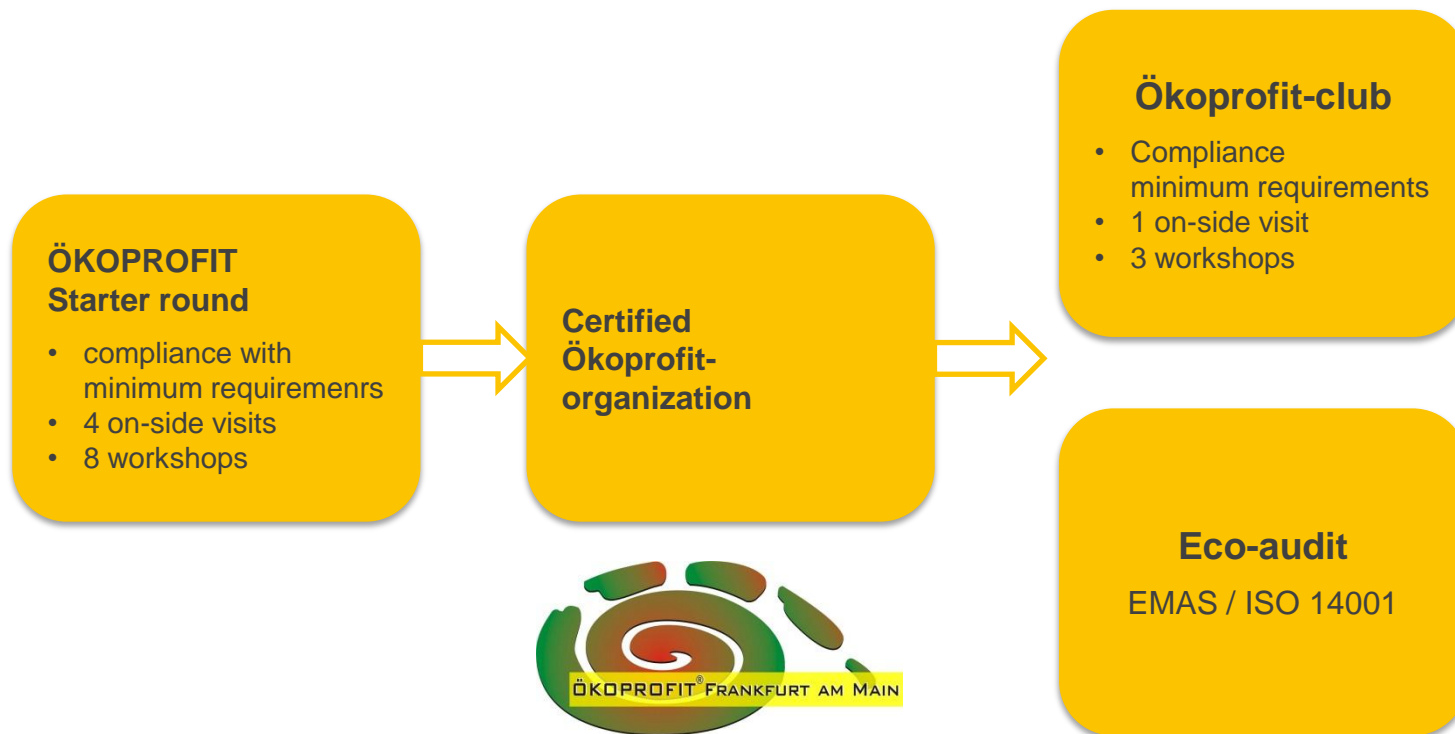 ÖKOPROFIT
Starter round
• compliance with
minimum requiremenrs
• 4 on-side visits
• 8 workshops
Certified
Ökoprofit-
organization
Ökoprofit-club
• Compliance
minimum requirements
• 1 on-side visit
• 3 workshops
Eco-audit
EMAS / ISO 14001
ÖKOPROFIT® FRANKFURT AM MAIN